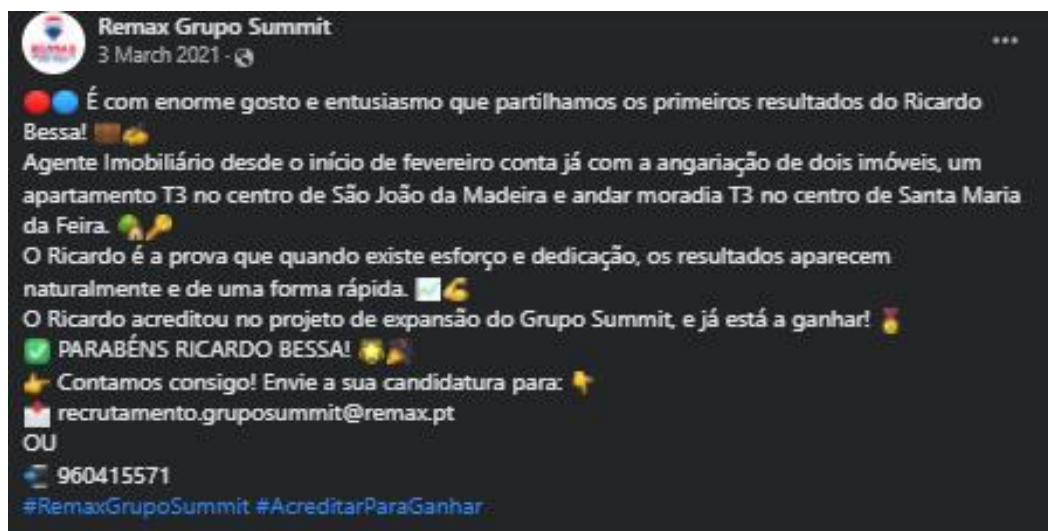 Remax Grupo Summit
3 March 2021 ·
🔴🔵 É com enorme gosto e entusiasmo que partilhamos os primeiros resultados do Ricardo
Bessa! 💼✍️
Agente Imobiliário desde o início de fevereiro conta já com a angariação de dois imóveis, um
apartamento T3 no centro de São João da Madeira e andar moradia T3 no centro de Santa Maria
da Feira. 🏡🔑
O Ricardo é a prova que quando existe esforço e dedicação, os resultados aparecem
naturalmente e de uma forma rápida. 📈💪
O Ricardo acreditou no projeto de expansão do Grupo Summit, e já está a ganhar! 🏅
✅ PARABÉNS RICARDO BESSA! 🌟🎉
👉 Contamos consigo! Envie a sua candidatura para: 👇
📩 recrutamento.gruposummit@remax.pt
OU
📲 960415571
#RemaxGrupoSummit #AcreditarParaGanhar